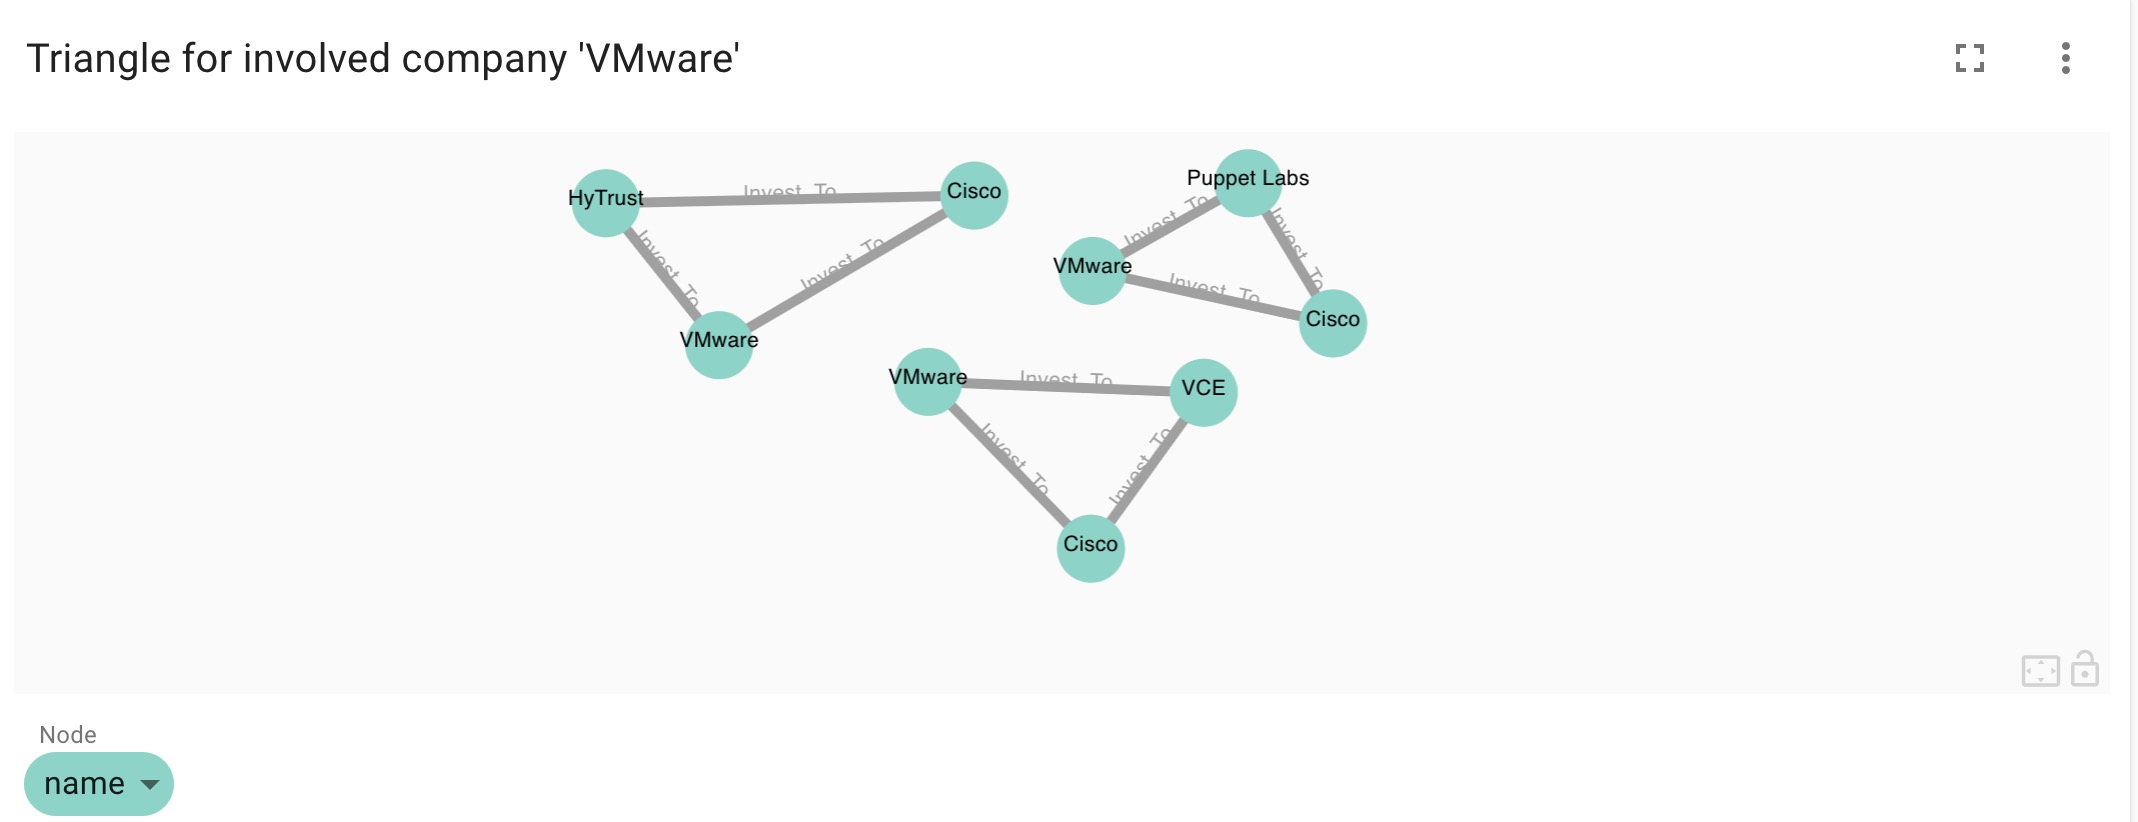 Triangle for involved company 'VMware'
HyTrust
Invest_To
Cisco
Invest_To
Invest_To
VMware
Puppet Labs
Invest_To
Invest_To
VMware
Invest_To
Cisco
VMware
Invest_To
VCE
Invest_To
Invest_To
Cisco
Node
name